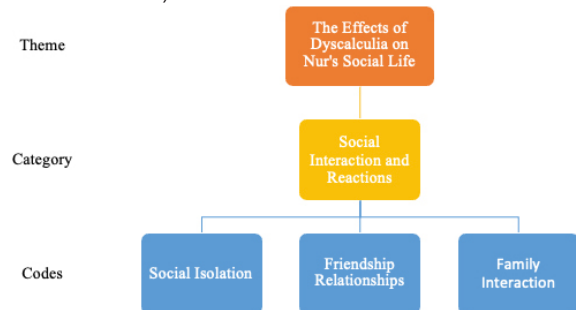 Theme
The Effects of
Dyscalculia on
Nur's Social Life
Category
Social
Interaction and
Reactions
Codes
Social Isolation
Friendship
Relationships
Family
Interaction